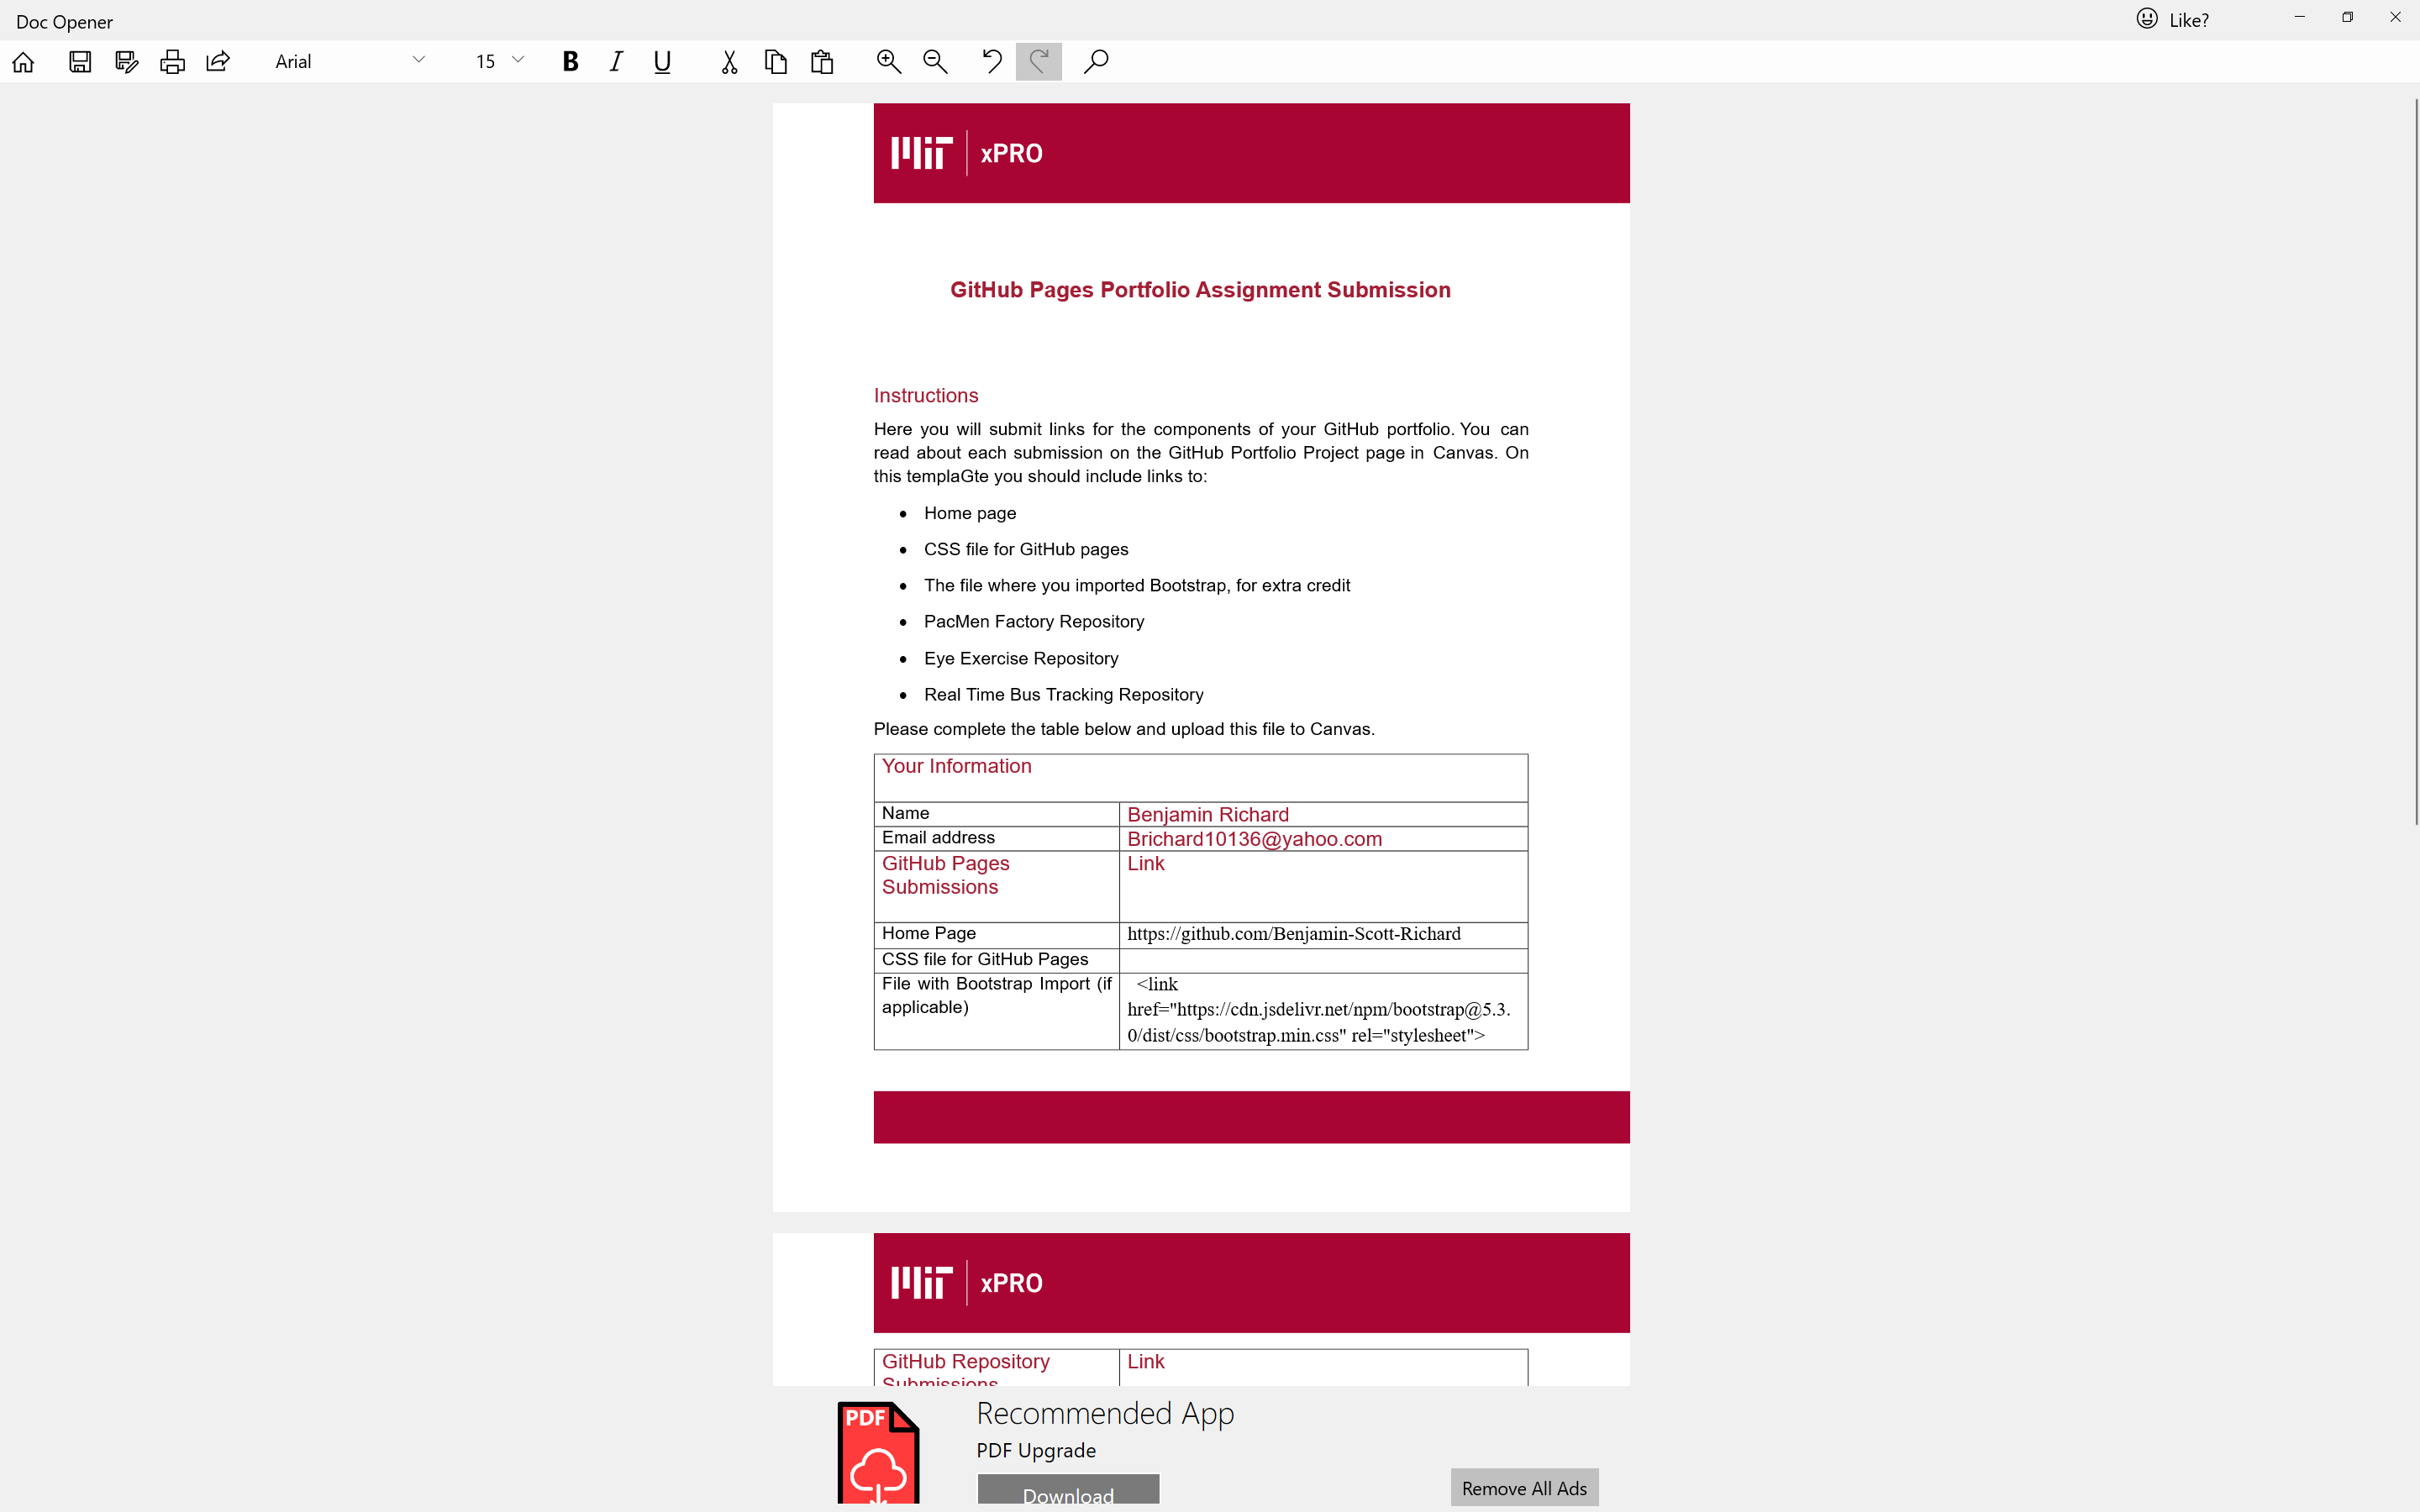 Doc Opener
Like?
Arial
15
B I U
MIT xPRO
GitHub Pages Portfolio Assignment Submission
Instructions
Here you will submit links for the components of your GitHub portfolio. You can
read about each submission on the GitHub Portfolio Project page in Canvas. On
this templaGte you should include links to:
• Home page
• CSS file for GitHub pages
• The file where you imported Bootstrap, for extra credit
• PacMen Factory Repository
• Eye Exercise Repository
• Real Time Bus Tracking Repository
Please complete the table below and upload this file to Canvas.
Your Information
Name Benjamin Richard
Email address Brichard10136@yahoo.com
GitHub Pages Link
Submissions
Home Page https://github.com/Benjamin-Scott-Richard
CSS file for GitHub Pages
File with Bootstrap Import (if <link
applicable) href="https://cdn.jsdelivr.net/npm/bootstrap@5.3.
0/dist/css/bootstrap.min.css" rel="stylesheet">
MIT xPRO
GitHub Repository Link
Submissions
PDF
Recommended App
PDF Upgrade
Download
Remove All Ads